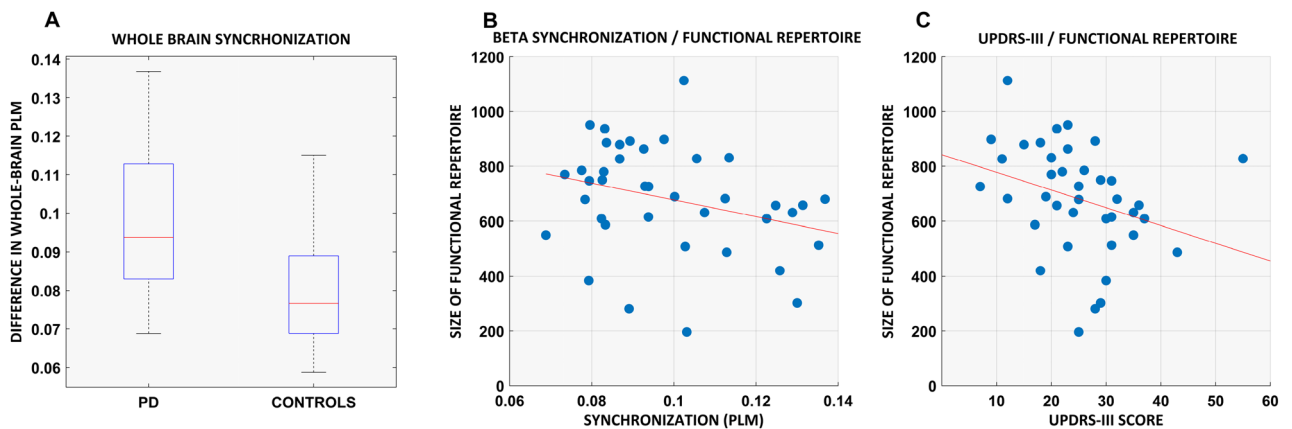 A
WHOLE BRAIN SYNCRHONIZATION
DIFFERENCE IN WHOLE-BRAIN PLM
0.14
0.13
0.12
0.11
0.1
0.09
0.08
0.07
0.06
PD
CONTROLS
B
BETA SYNCHRONIZATION / FUNCTIONAL REPERTOIRE
SIZE OF FUNCTIONAL REPERTOIRE
1200
1000
800
600
400
200
0
0.06
0.08
0.1
0.12
0.14
SYNCHRONIZATION (PLM)
C
UPDRS-III / FUNCTIONAL REPERTOIRE
SIZE OF FUNCTIONAL REPERTOIRE
1200
1000
800
600
400
200
0
10
20
30
40
50
60
UPDRS-III SCORE